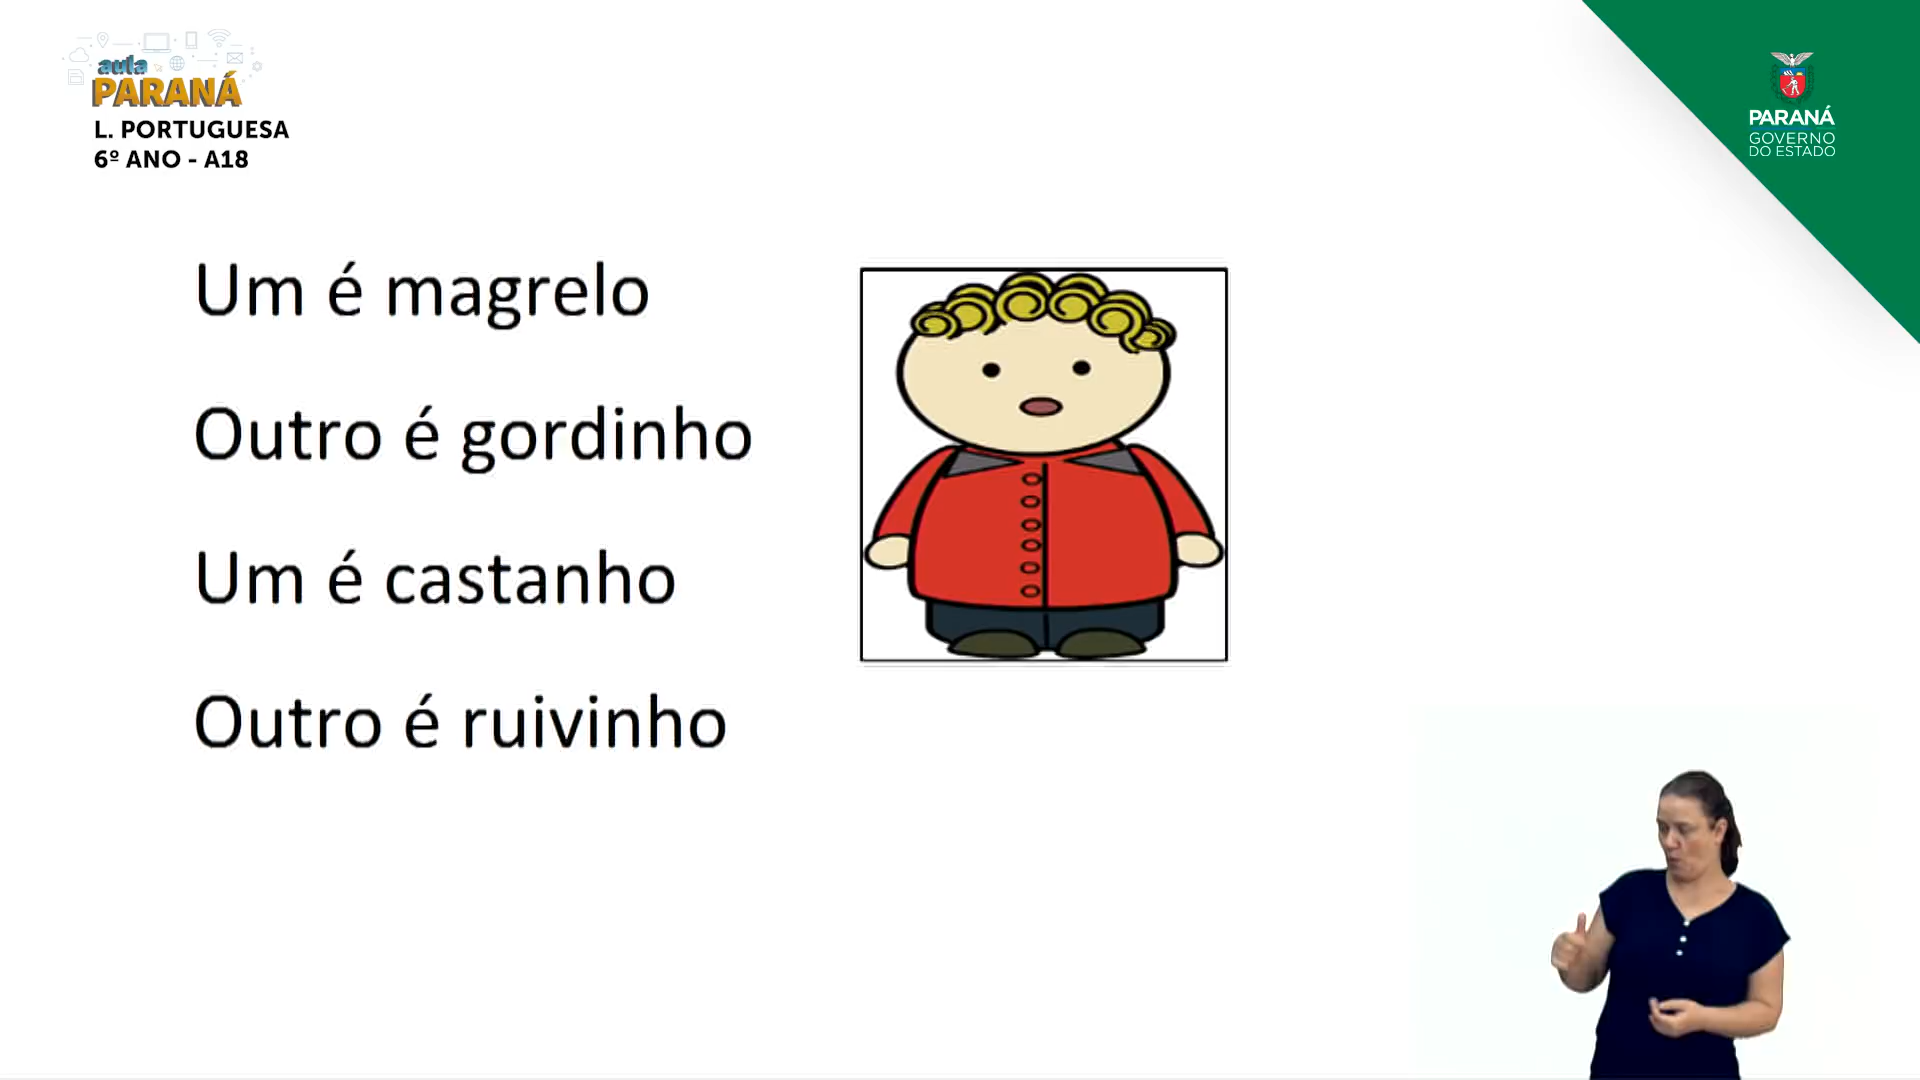 aula
PARANÁ
L. PORTUGUESA
6º ANO - A18
PARANÁ
GOVERNO
DO ESTADO
Um é magrelo
Outro é gordinho
Um é castanho
Outro é ruivinho